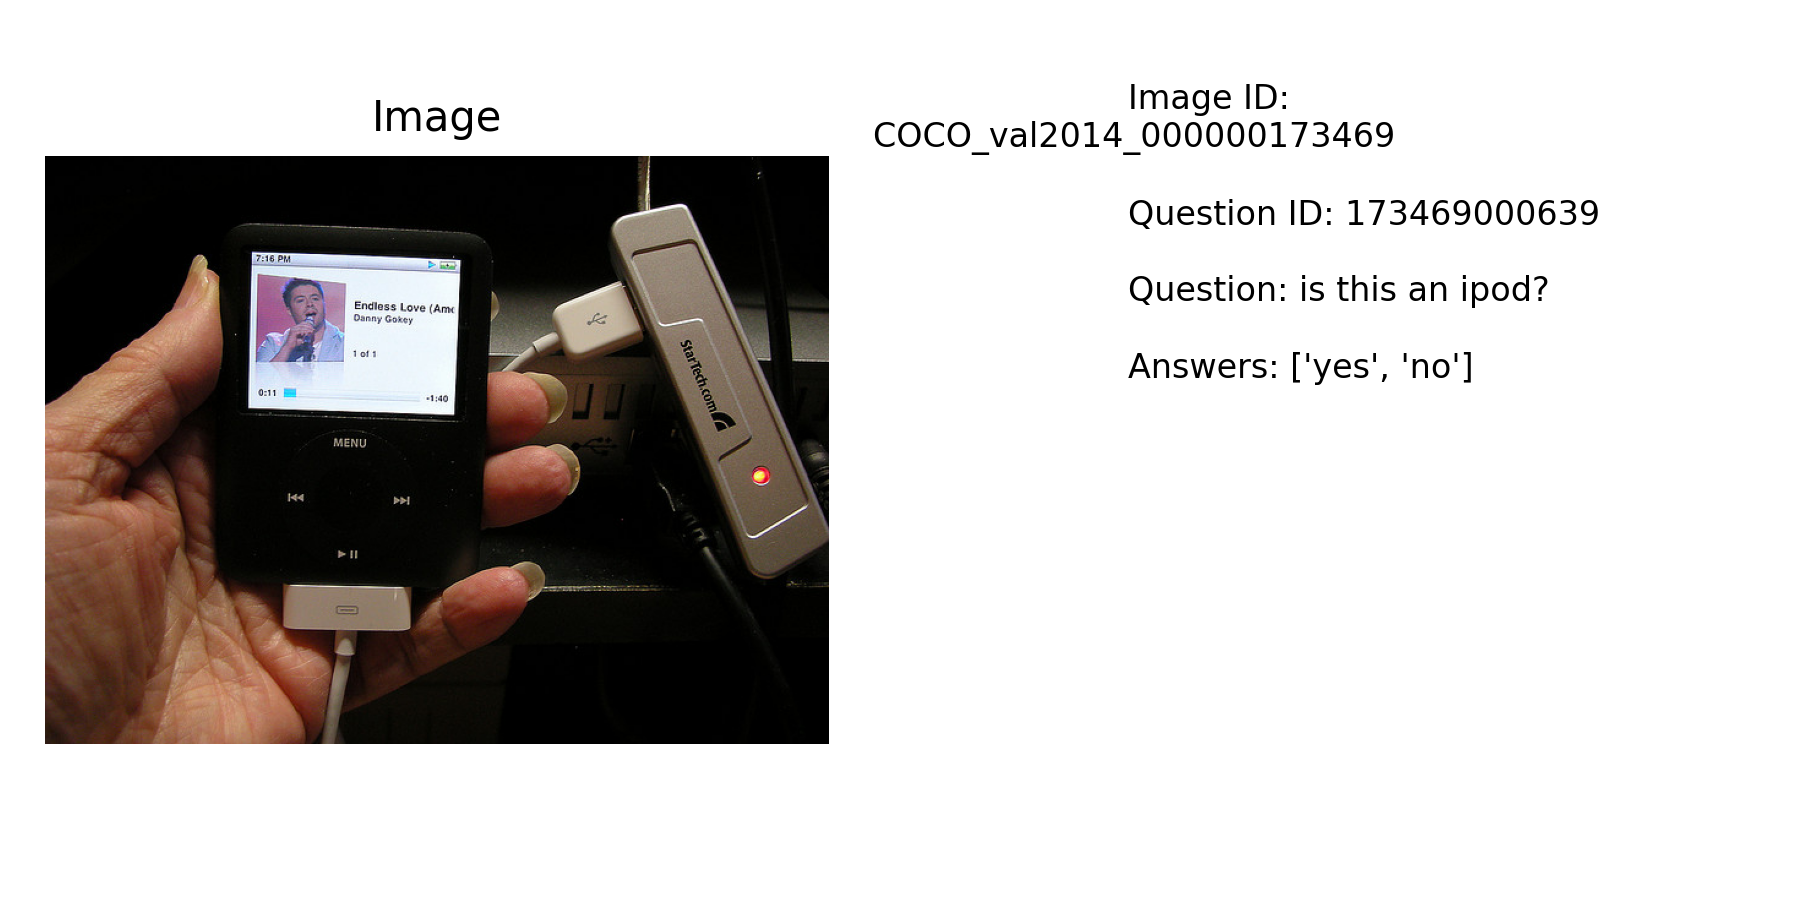 Image
Image ID:
COCO_val2014_000000173469
Question ID: 173469000639
Question: is this an ipod?
Answers: ['yes', 'no']
7:16 PM
Endless Love (Am
Danny Gokey
1 of 1
0:11
-1:40
MENU
StarTech.com